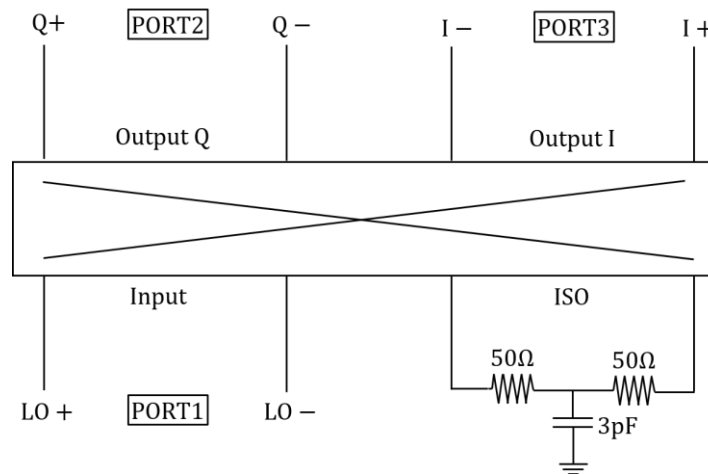 Q+ PORT2 Q − I − PORT3 I +
Output Q Output I
Input ISO
50Ω 50Ω
LO + PORT1 LO − 3pF